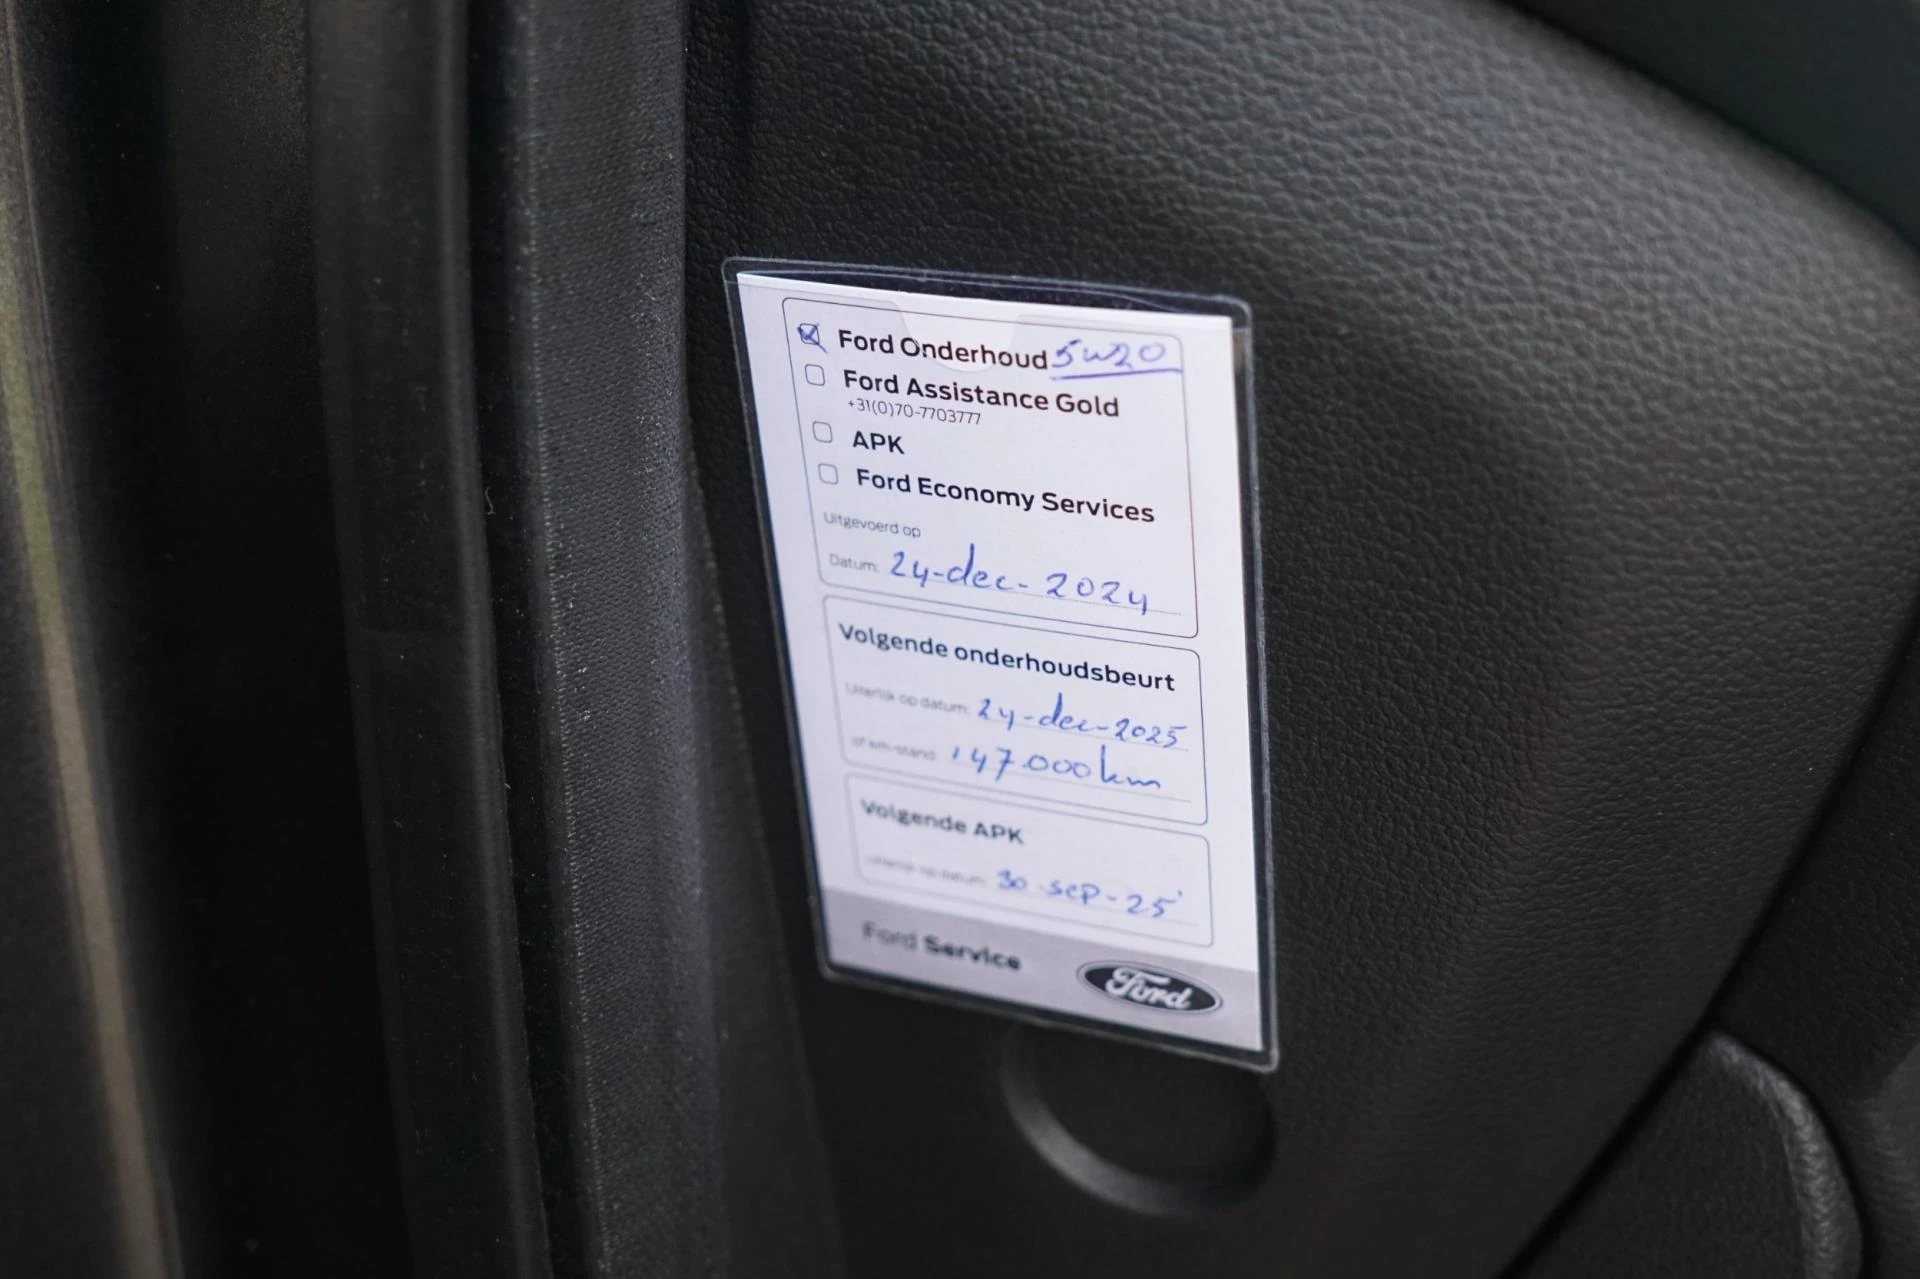 Ford Onderhoud 5W20
Ford Assistance Gold
+31(0)70-7703777
APK
Ford Economy Services
Uitgevoerd op
Datum: 24-dec-2024
Volgende onderhoudsbeurt
Uiterlijk op datum: 24-dec-2025
of km-stand: 147.000 km
Volgende APK
Uiterlijk op datum: 30-sep-25'
Ford Service
Ford